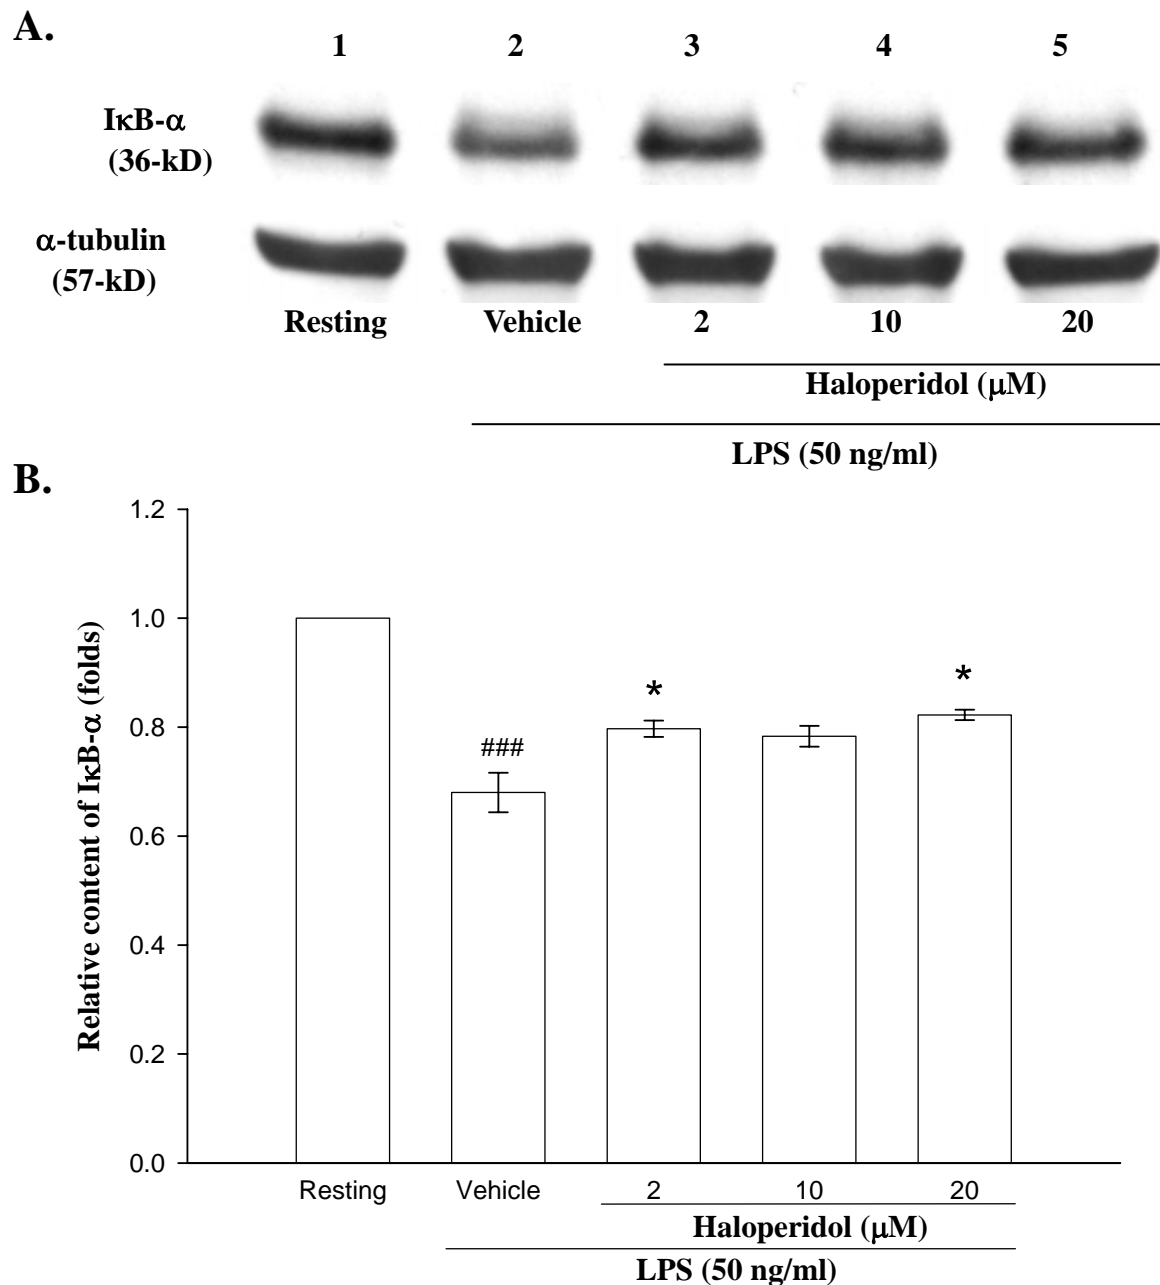 A.
1 2 3 4 5
IκB-α
(36-kD)
α-tubulin
(57-kD)
Resting Vehicle 2 10 20
Haloperidol (μM)
LPS (50 ng/ml)
B.
1.2
1.0
0.8
0.6
0.4
0.2
0.0
Relative content of IκB-α (folds)
###
*
*
Resting Vehicle 2 10 20
Haloperidol (μM)
LPS (50 ng/ml)